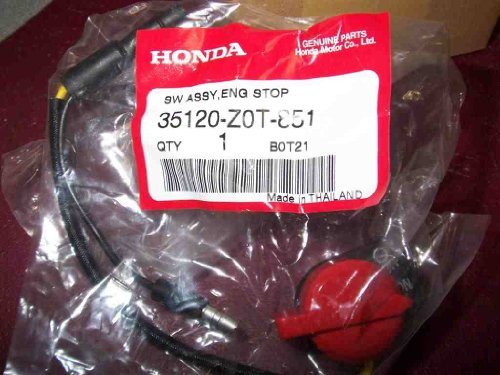 HONDA
GENUINE PARTS
Honda Motor Co., Ltd.
SW ASSY,ENG STOP
35120-Z0T-851
QTY 1 B0T21
Made in THAILAND
ON